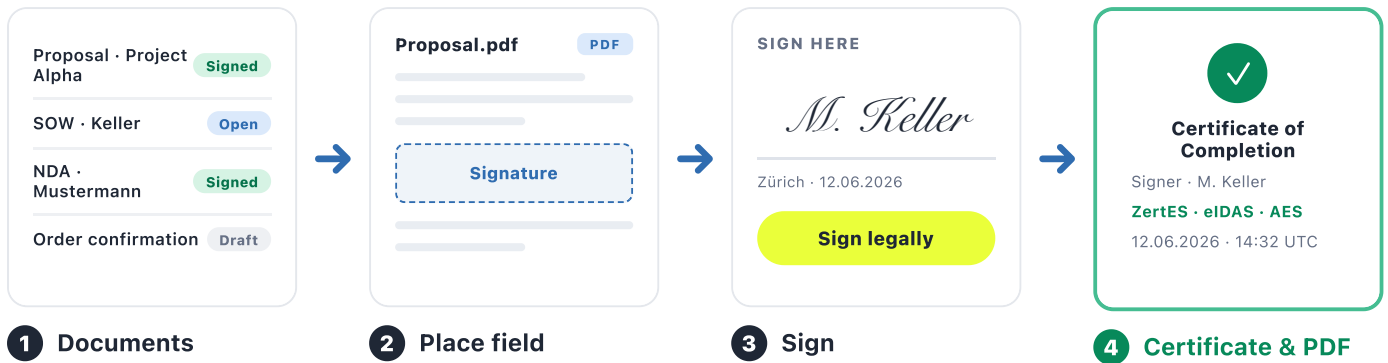 Proposal · Project
Alpha
Signed
SOW · Keller
Open
NDA ·
Mustermann
Signed
Order confirmation
Draft
1 Documents
Proposal.pdf
PDF
Signature
2 Place field
SIGN HERE
M. Keller
Zürich · 12.06.2026
Sign legally
3 Sign
Certificate of
Completion
Signer · M. Keller
ZertES · eIDAS · AES
12.06.2026 · 14:32 UTC
4 Certificate & PDF